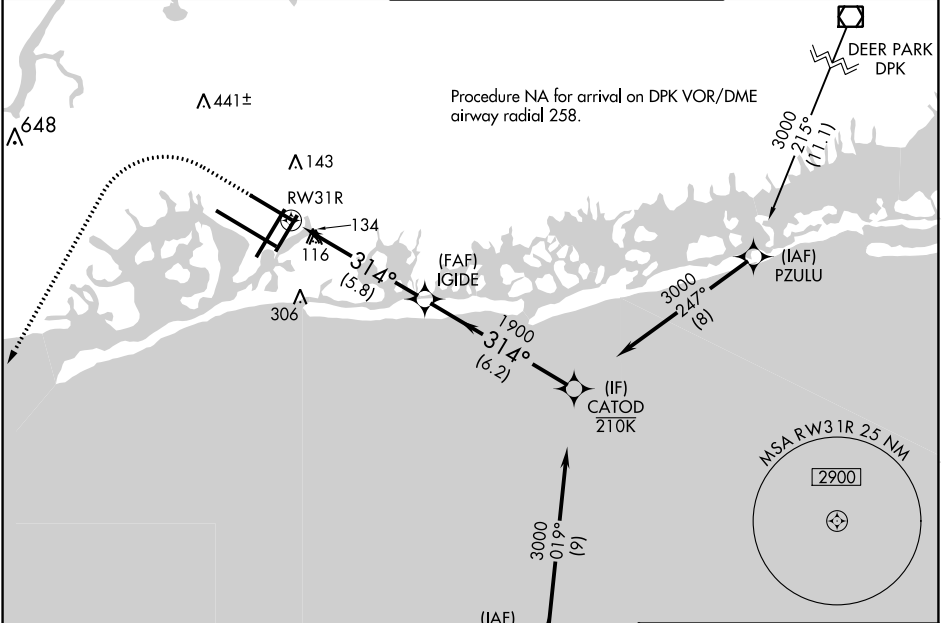 DEER PARK
DPK
441±
Procedure NA for arrival on DPK VOR/DME
airway radial 258.
648
3000
215°
(11.1)
143
RW31R
134
116
314°
(5.8)
(FAF)
IGIDE
(IAF)
PZULU
306
3000
247°
(8)
1900
314°
(6.2)
(IF)
CATOD
210K
MSA RW31R 25 NM
2900
3000
019°
(9)
(IAF)